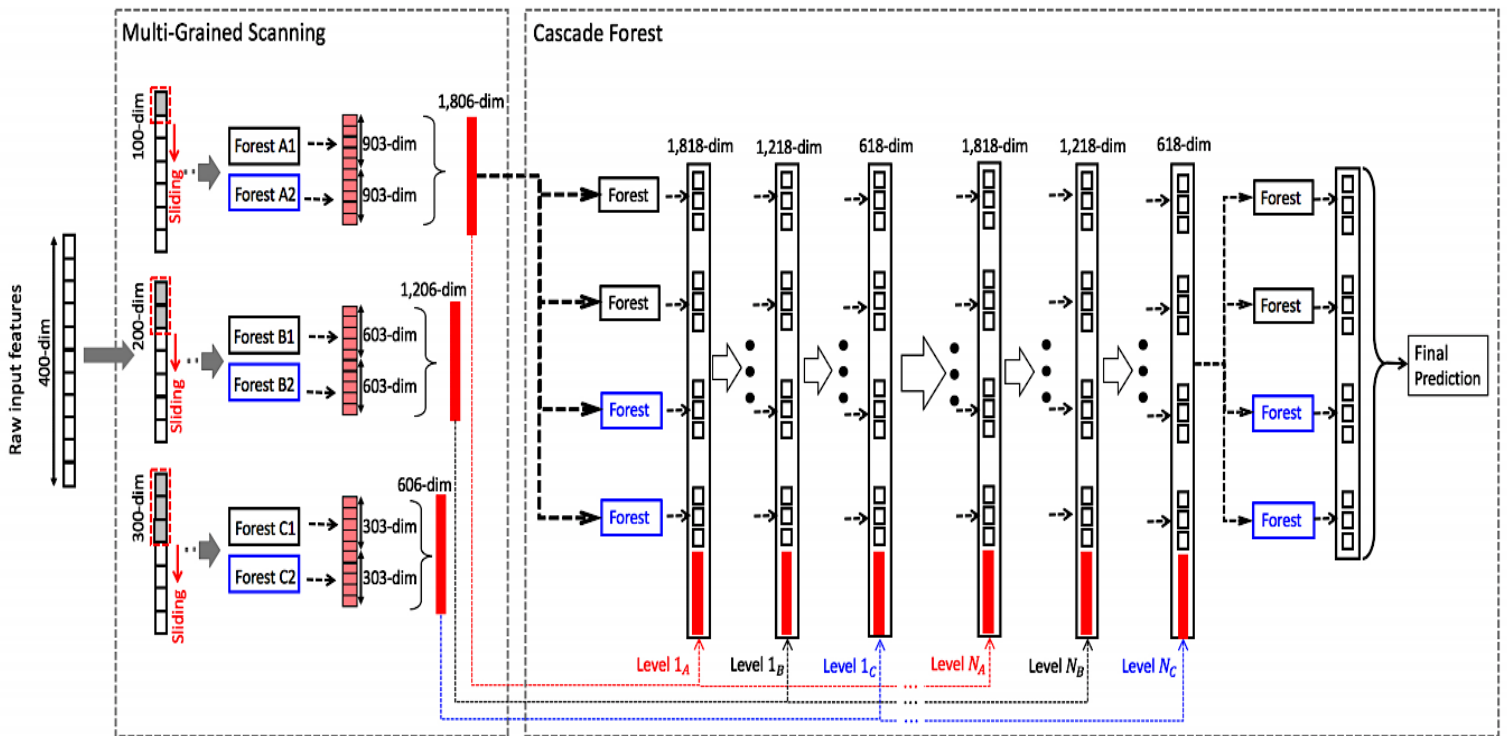 Multi-Grained Scanning
Cascade Forest
Raw input features
400-dim
100-dim
Sliding
Forest A1
Forest A2
903-dim
903-dim
1,806-dim
200-dim
Sliding
Forest B1
Forest B2
603-dim
603-dim
1,206-dim
300-dim
Sliding
Forest C1
Forest C2
303-dim
303-dim
606-dim
Forest
Forest
Forest
Forest
1,818-dim
1,218-dim
618-dim
1,818-dim
1,218-dim
618-dim
Level 1A
Level 1B
Level 1C
Level NA
Level NB
Level NC
...
...
...
Forest
Forest
Forest
Forest
Final
Prediction